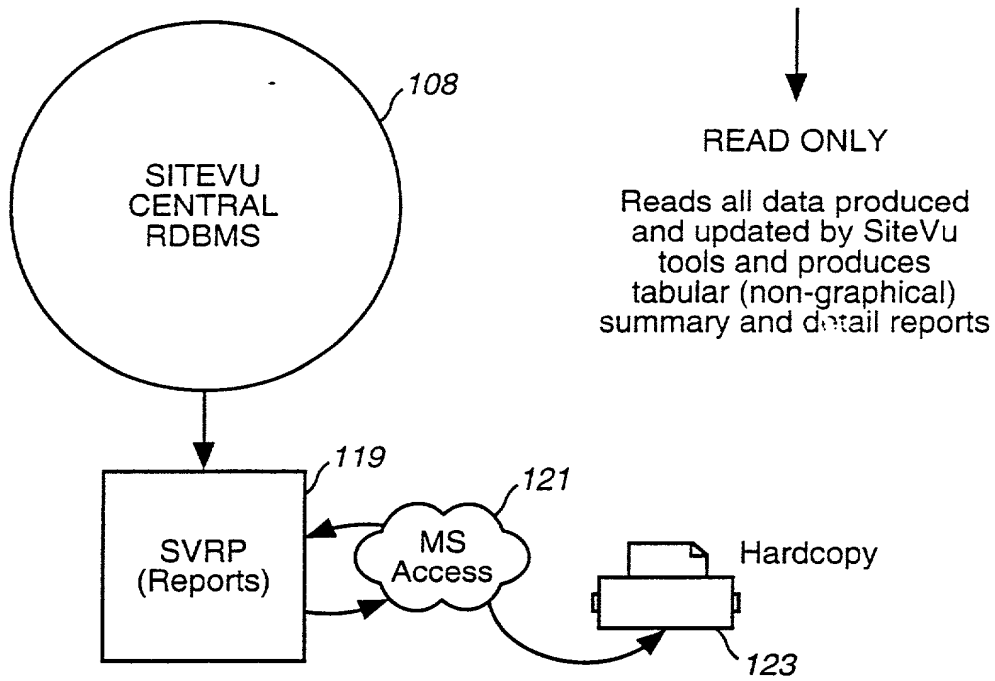 108
SITEVU
CENTRAL
RDBMS
READ ONLY
Reads all data produced
and updated by SiteVu
tools and produces
tabular (non-graphical)
summary and detail reports
119
SVRP
(Reports)
121
MS
Access
Hardcopy
123